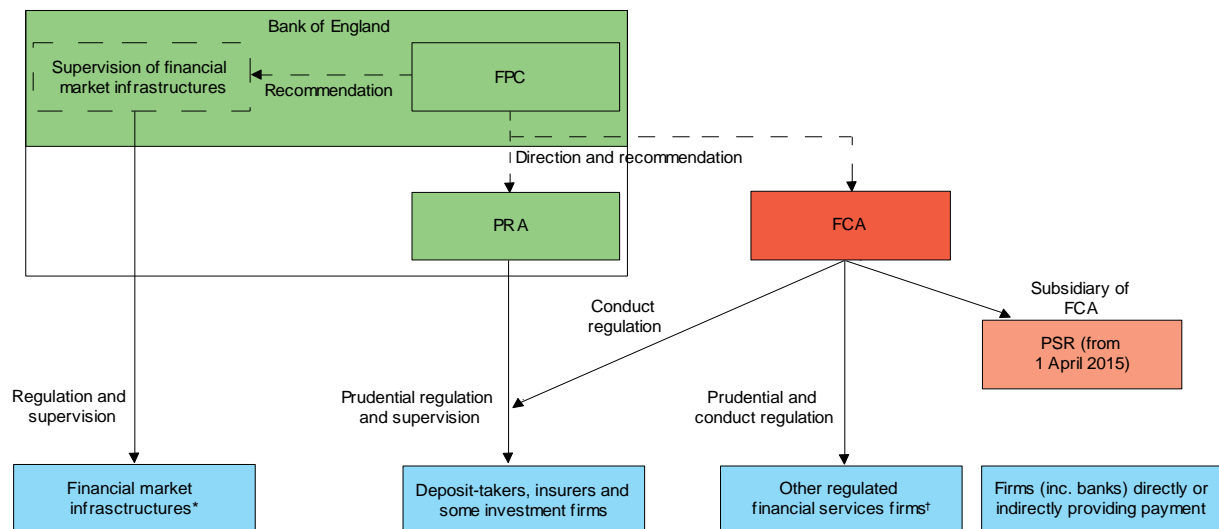 Bank of England
Supervision of financial
market infrastructures
FPC
Recommendation
Direction and recommendation
PRA
FCA
Conduct
regulation
Subsidiary of
FCA
PSR (from
1 April 2015)
Regulation and
supervision
Prudential regulation
and supervision
Prudential and
conduct regulation
Financial market
infrasctructures*
Deposit-takers, insurers and
some investment firms
Other regulated
financial services firms†
Firms (inc. banks) directly or
indirectly providing payment